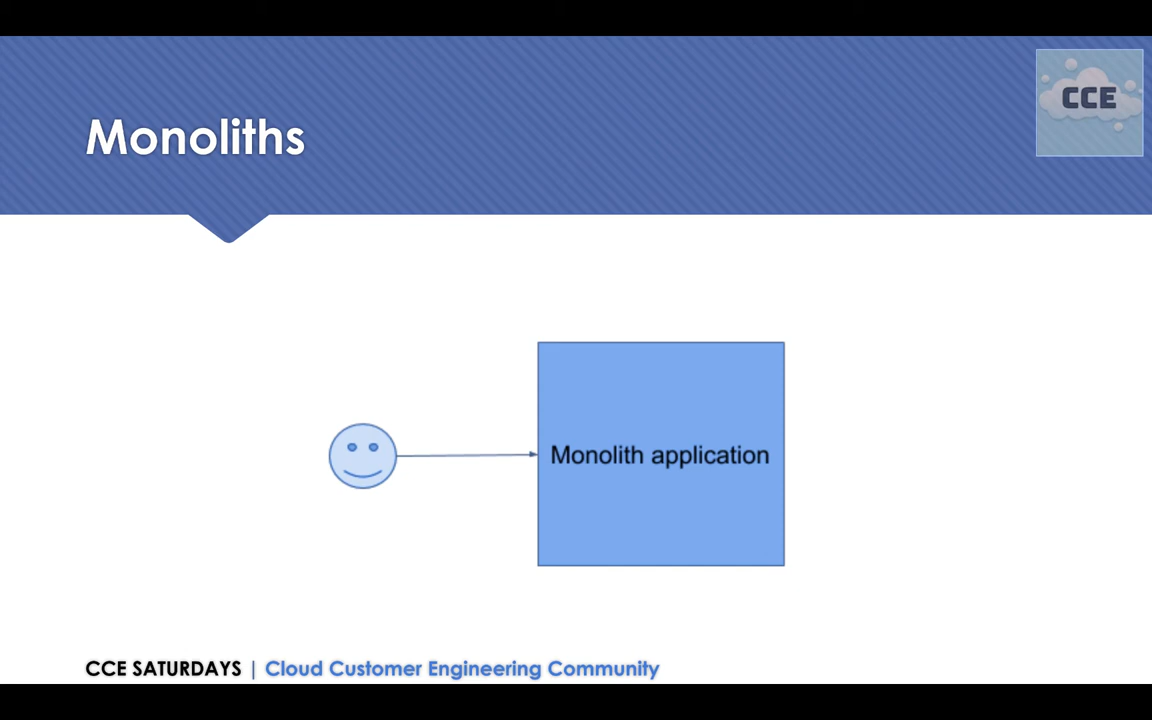 CCE
Monoliths
Monolith application
CCE SATURDAYS | Cloud Customer Engineering Community